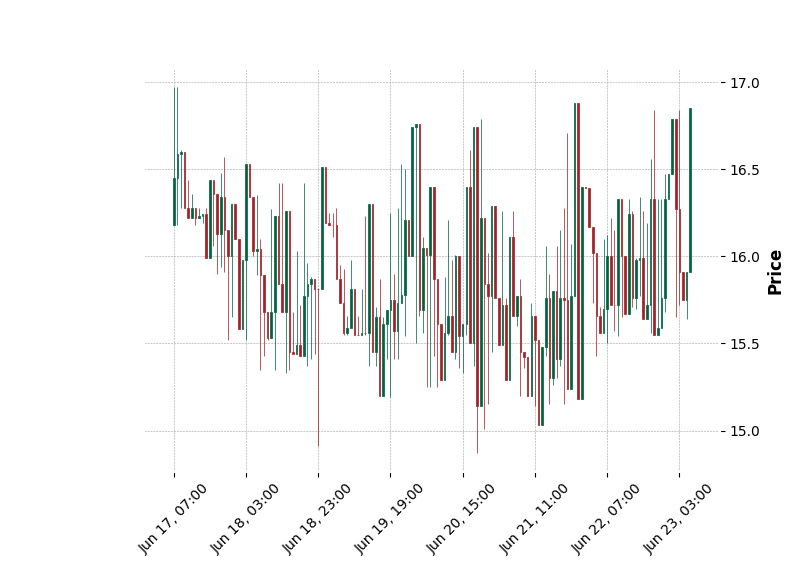 17.0
16.5
16.0
15.5
15.0
Price
Jun 17, 07:00
Jun 18, 03:00
Jun 18, 23:00
Jun 19, 19:00
Jun 20, 15:00
Jun 21, 11:00
Jun 22, 07:00
Jun 23, 03:00